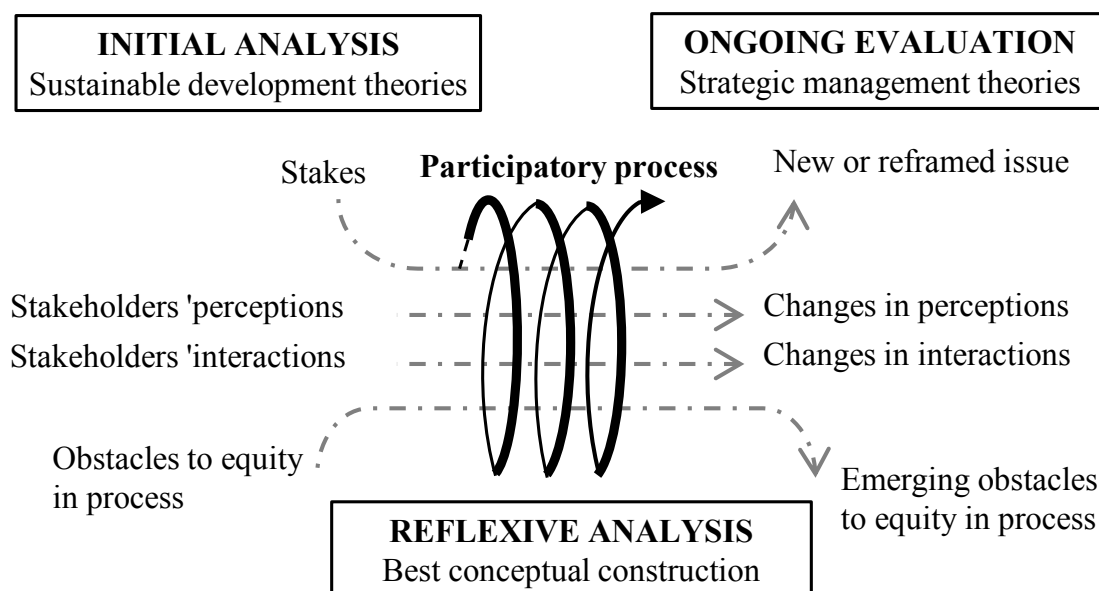 INITIAL ANALYSIS
Sustainable development theories
ONGOING EVALUATION
Strategic management theories
Stakes
Participatory process
New or reframed issue
Stakeholders 'perceptions
Changes in perceptions
Stakeholders 'interactions
Changes in interactions
Obstacles to equity
in process
Emerging obstacles
to equity in process
REFLEXIVE ANALYSIS
Best conceptual construction